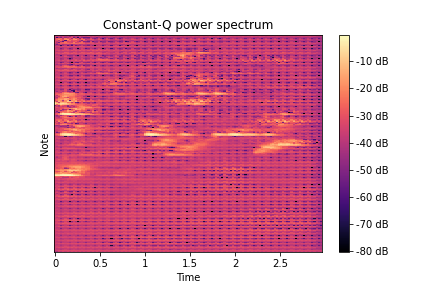 Constant-Q power spectrum
Note
-10 dB
-20 dB
-30 dB
-40 dB
-50 dB
-60 dB
-70 dB
-80 dB
0
0.5
1
1.5
2
2.5
Time